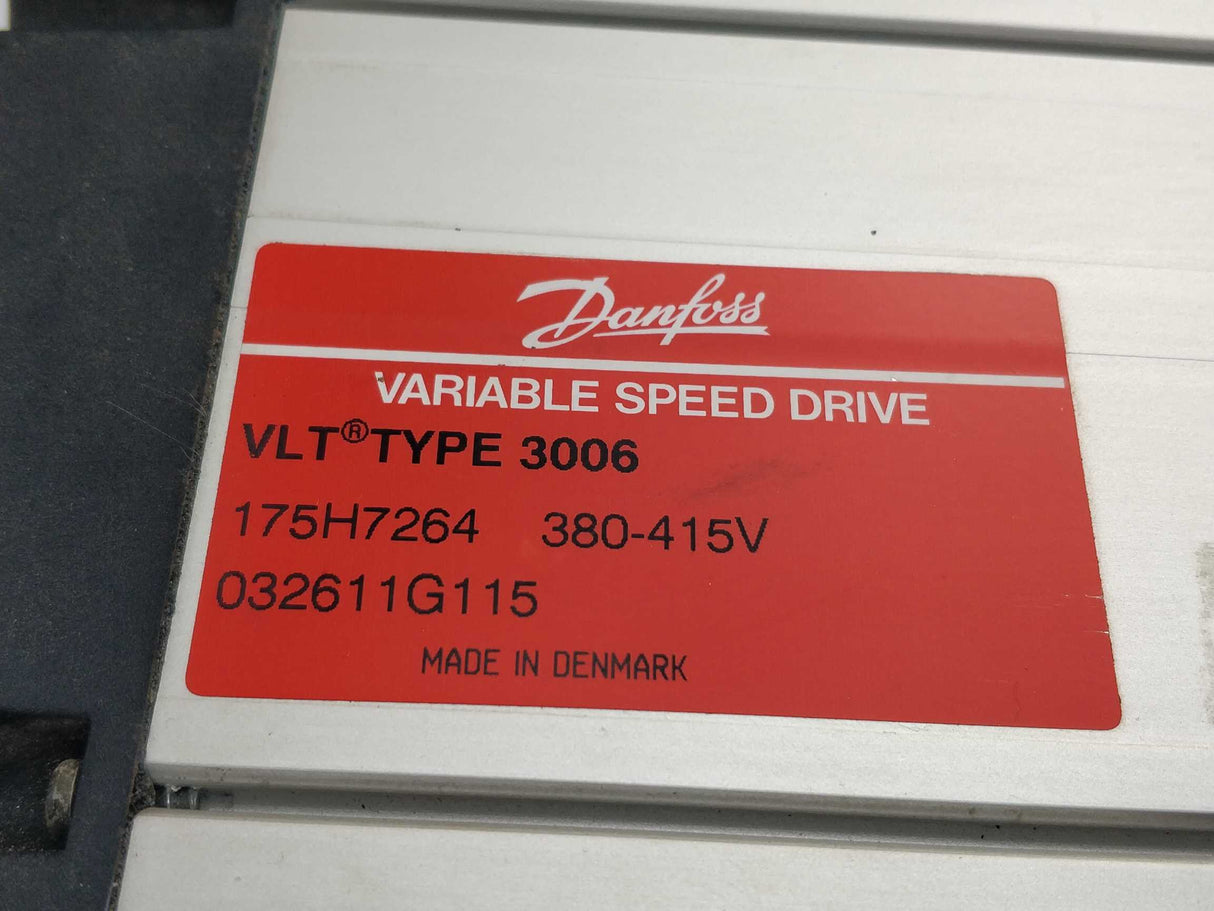 Danfoss
VARIABLE SPEED DRIVE
VLT® TYPE 3006
175H7264 380-415V
032611G115
MADE IN DENMARK